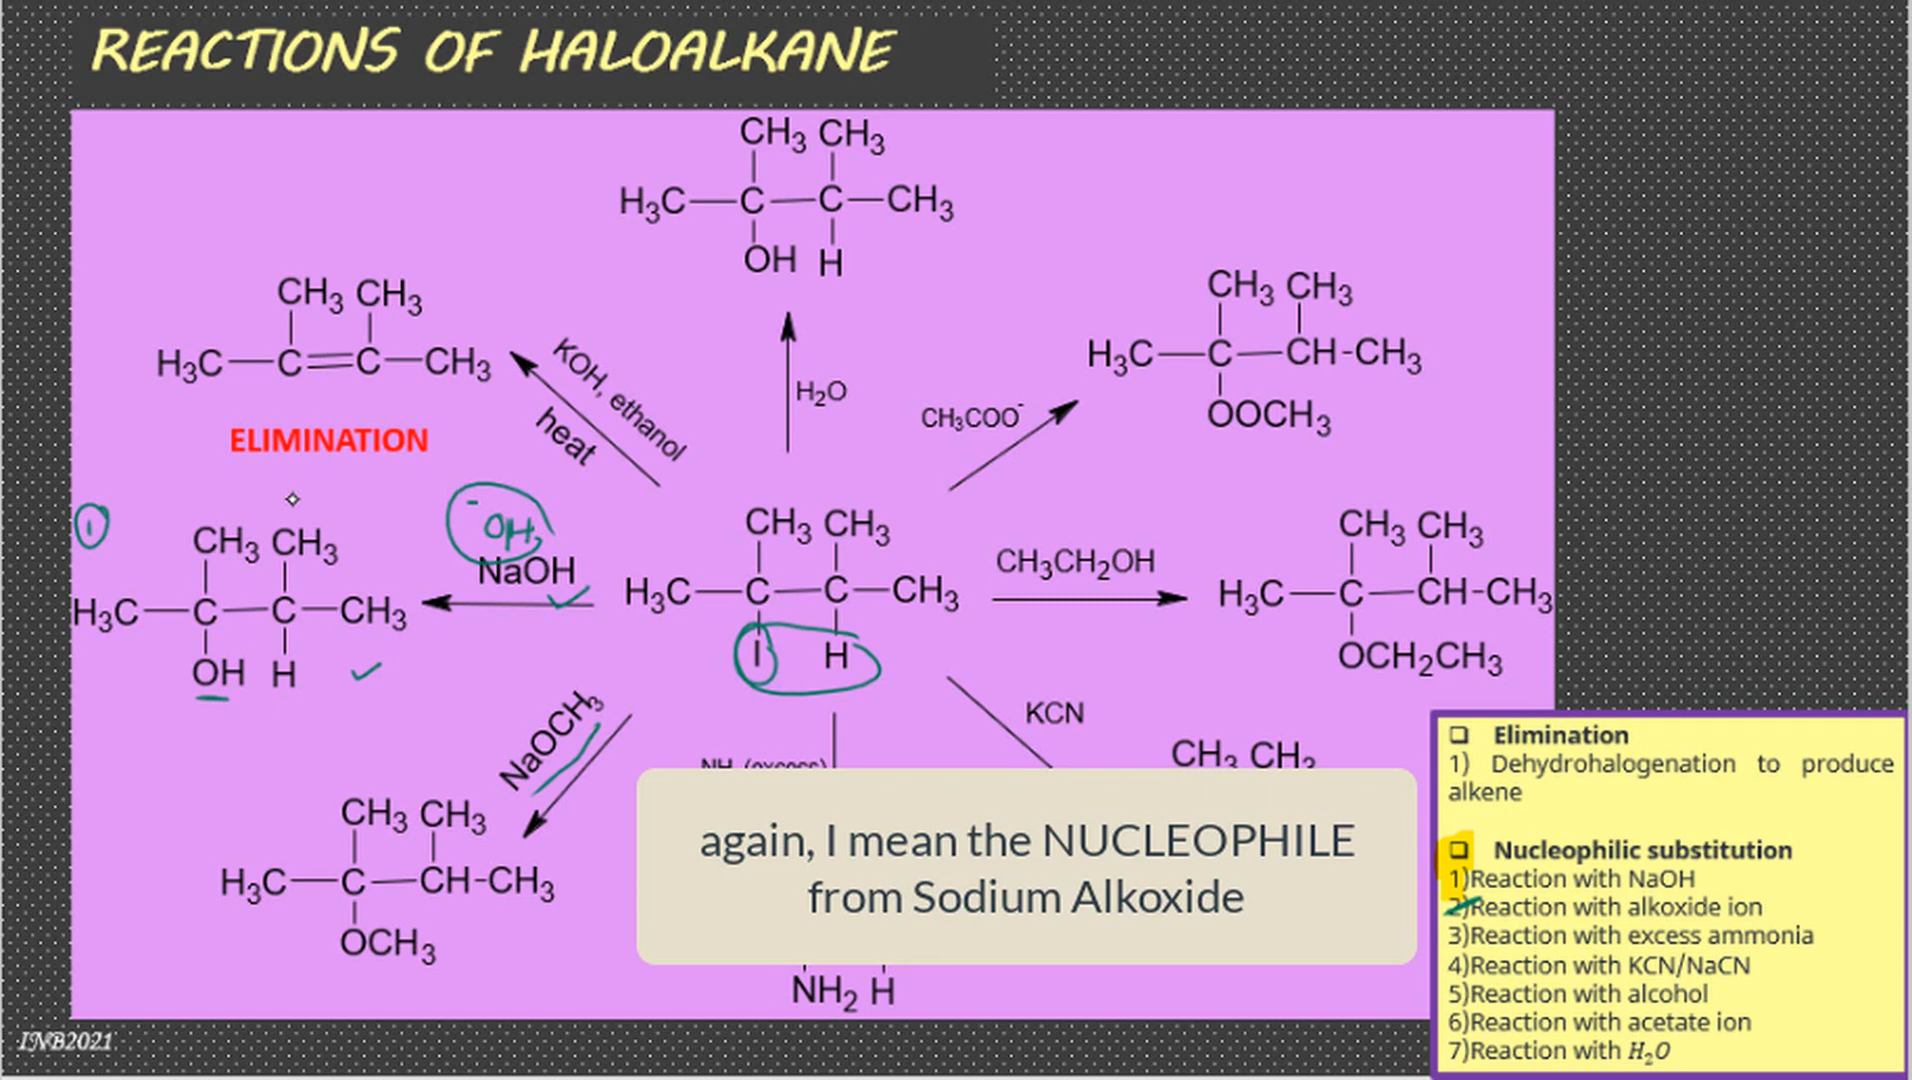 REACTIONS OF HALOALKANE
CH₃ CH₃
H₃C—C—C—CH₃
OH H
CH₃ CH₃
H₃C—C=C—CH₃
ELIMINATION
KOH, ethanol
heat
H₂O
CH₃COO⁻
CH₃ CH₃
H₃C—C—CH-CH₃
OOCH₃
①
CH₃ CH₃
H₃C—C—C—CH₃
OH H
⁻OH,
NaOH
CH₃ CH₃
H₃C—C—C—CH₃
I H
CH₃CH₂OH
CH₃ CH₃
H₃C—C—CH-CH₃
OCH₂CH₃
NaOCH₃
CH₃ CH₃
H₃C—C—CH-CH₃
OCH₃
(excess)
KCN
CH₃ CH₃
again, I mean the NUCLEOPHILE
from Sodium Alkoxide
NH₂ H
❑ Elimination
1) Dehydrohalogenation to produce
alkene
❑ Nucleophilic substitution
1)Reaction with NaOH
2)Reaction with alkoxide ion
3)Reaction with excess ammonia
4)Reaction with KCN/NaCN
5)Reaction with alcohol
6)Reaction with acetate ion
7)Reaction with H₂O
INB2021